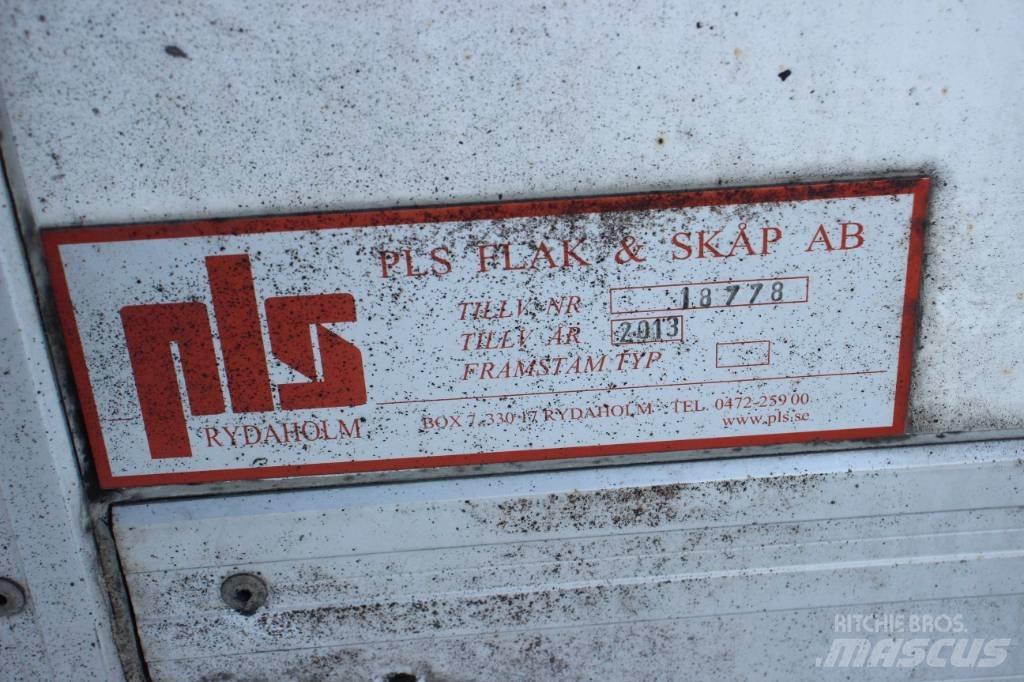 PLS FLAK & SKÅP AB
TILLV. NR 18778
TILLV. ÅR 2013
FRAMSTAM TYP
pls
RYDAHOLM
BOX 7, 330 17 RYDAHOLM TEL. 0472-259 00
www.pls.se
RITCHIE BROS.
MASCUS